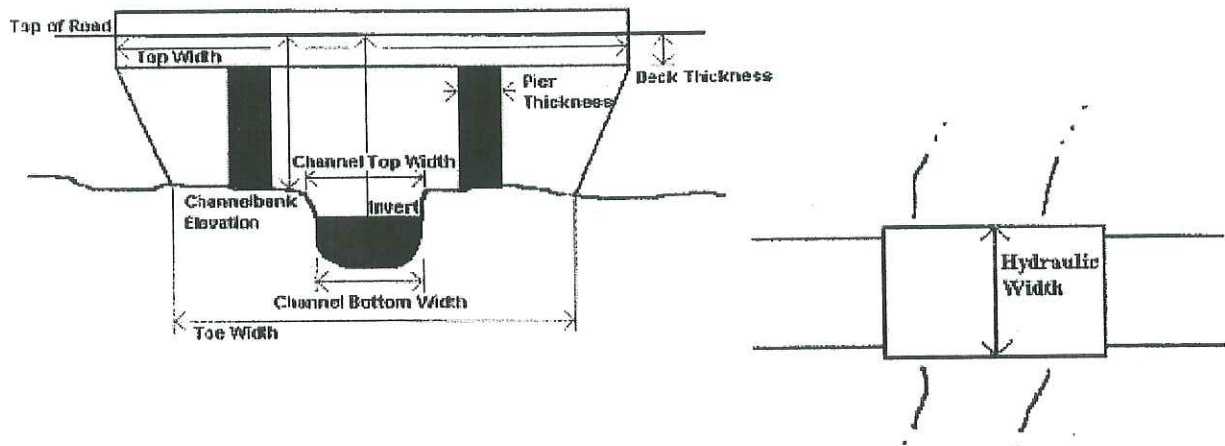 Top of Road
Top Width
Deck Thickness
Pier
Thickness
Channel Top Width
Channelbank
Elevation
Invert
Channel Bottom Width
Toe Width
Hydraulic
Width